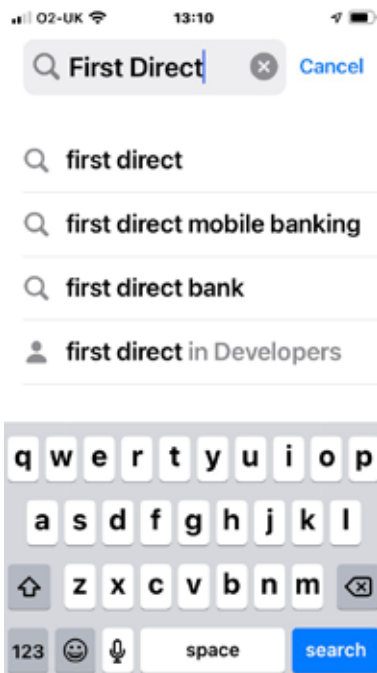 O2-UK 13:10
First Direct Cancel
first direct
first direct mobile banking
first direct bank
first direct in Developers
q w e r t y u i o p
a s d f g h j k l
z x c v b n m
123 space search